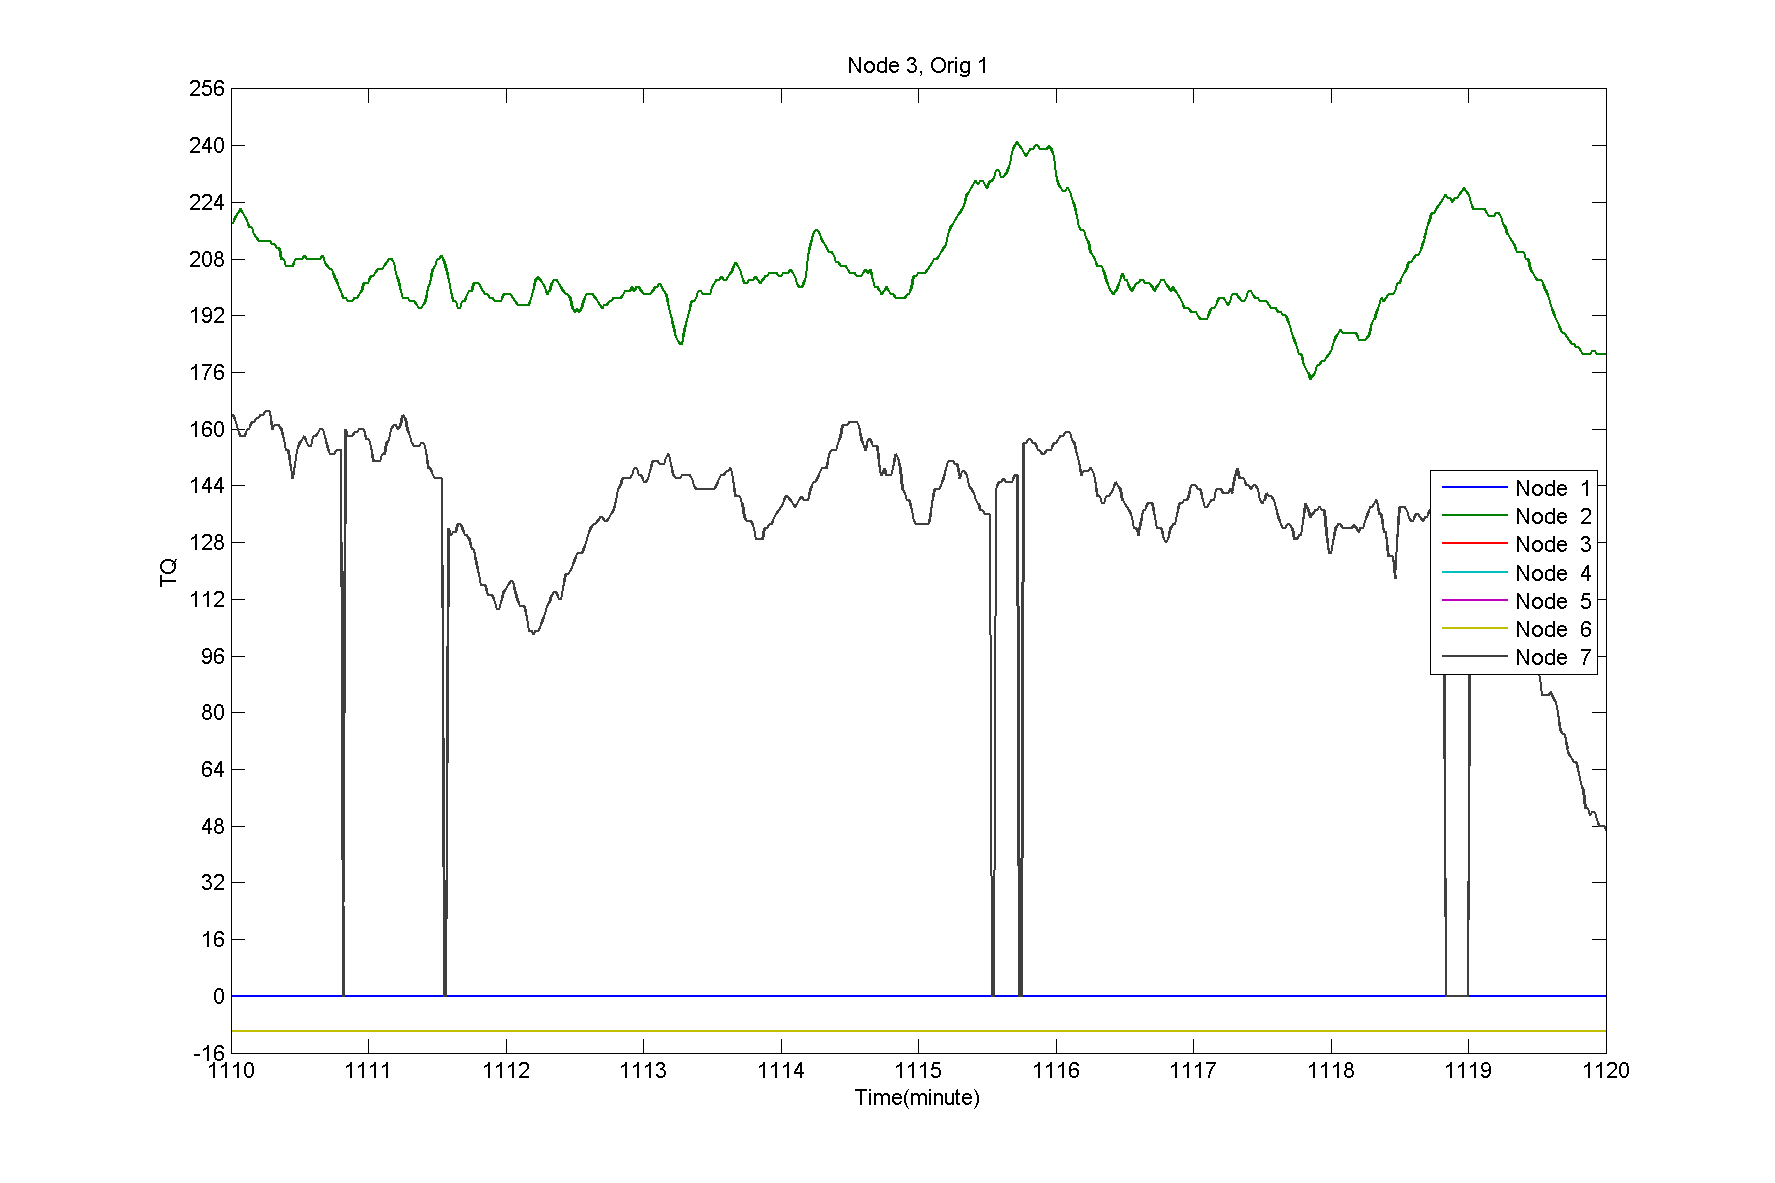 Node 3, Orig 1
256
240
224
208
192
176
160
144
128
112
96
80
64
48
32
16
0
-16
TQ
Node 1
Node 2
Node 3
Node 4
Node 5
Node 6
Node 7
1110 1111 1112 1113 1114 1115 1116 1117 1118 1119 1120
Time(minute)